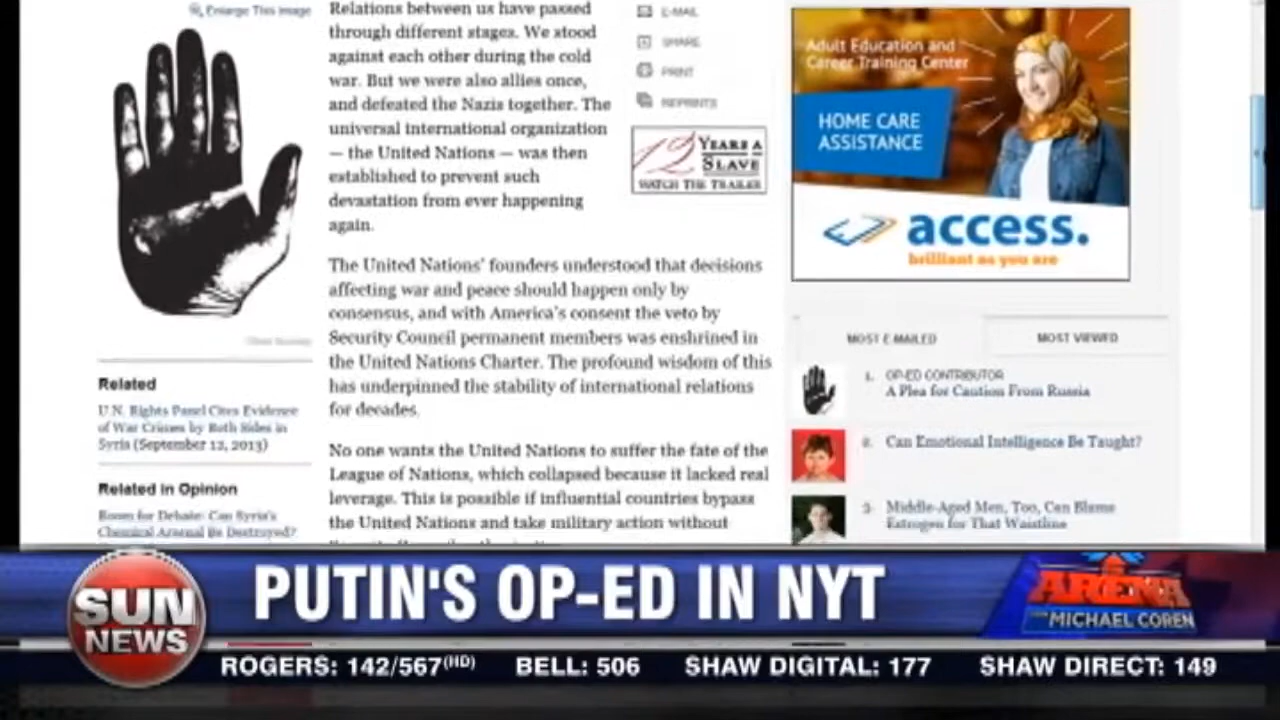 Enlarge This Image
Relations between us have passed
through different stages. We stood
against each other during the cold
war. But we were also allies once,
and defeated the Nazis together. The
universal international organization
— the United Nations — was then
established to prevent such
devastation from ever happening
again.
The United Nations' founders understood that decisions
affecting war and peace should happen only by
consensus, and with America's consent the veto by
Security Council permanent members was enshrined in
the United Nations Charter. The profound wisdom of this
has underpinned the stability of international relations
for decades.
No one wants the United Nations to suffer the fate of the
League of Nations, which collapsed because it lacked real
leverage. This is possible if influential countries bypass
the United Nations and take military action without
Related
U.N. Rights Panel Cites Evidence
of War Crimes by Both Sides in
Syria (September 12, 2013)
Related in Opinion
Room for Debate: Can Syria's
Chemical Arsenal Be Destroyed?
E-MAIL
SHARE
PRINT
REPRINTS
12 YEARS A
SLAVE
WATCH THE TRAILER
Adult Education and
Career Training Center
HOME CARE
ASSISTANCE
access.
brilliant as you are
MOST E-MAILED
MOST VIEWED
1. OP-ED CONTRIBUTOR
A Plea for Caution From Russia
2. Can Emotional Intelligence Be Taught?
3. Middle-Aged Men, Too, Can Blame
Estrogen for That Waistline
SUN
NEWS
PUTIN'S OP-ED IN NYT
ARENA
MICHAEL COREN
ROGERS: 142/567(HD) BELL: 506 SHAW DIGITAL: 177 SHAW DIRECT: 149